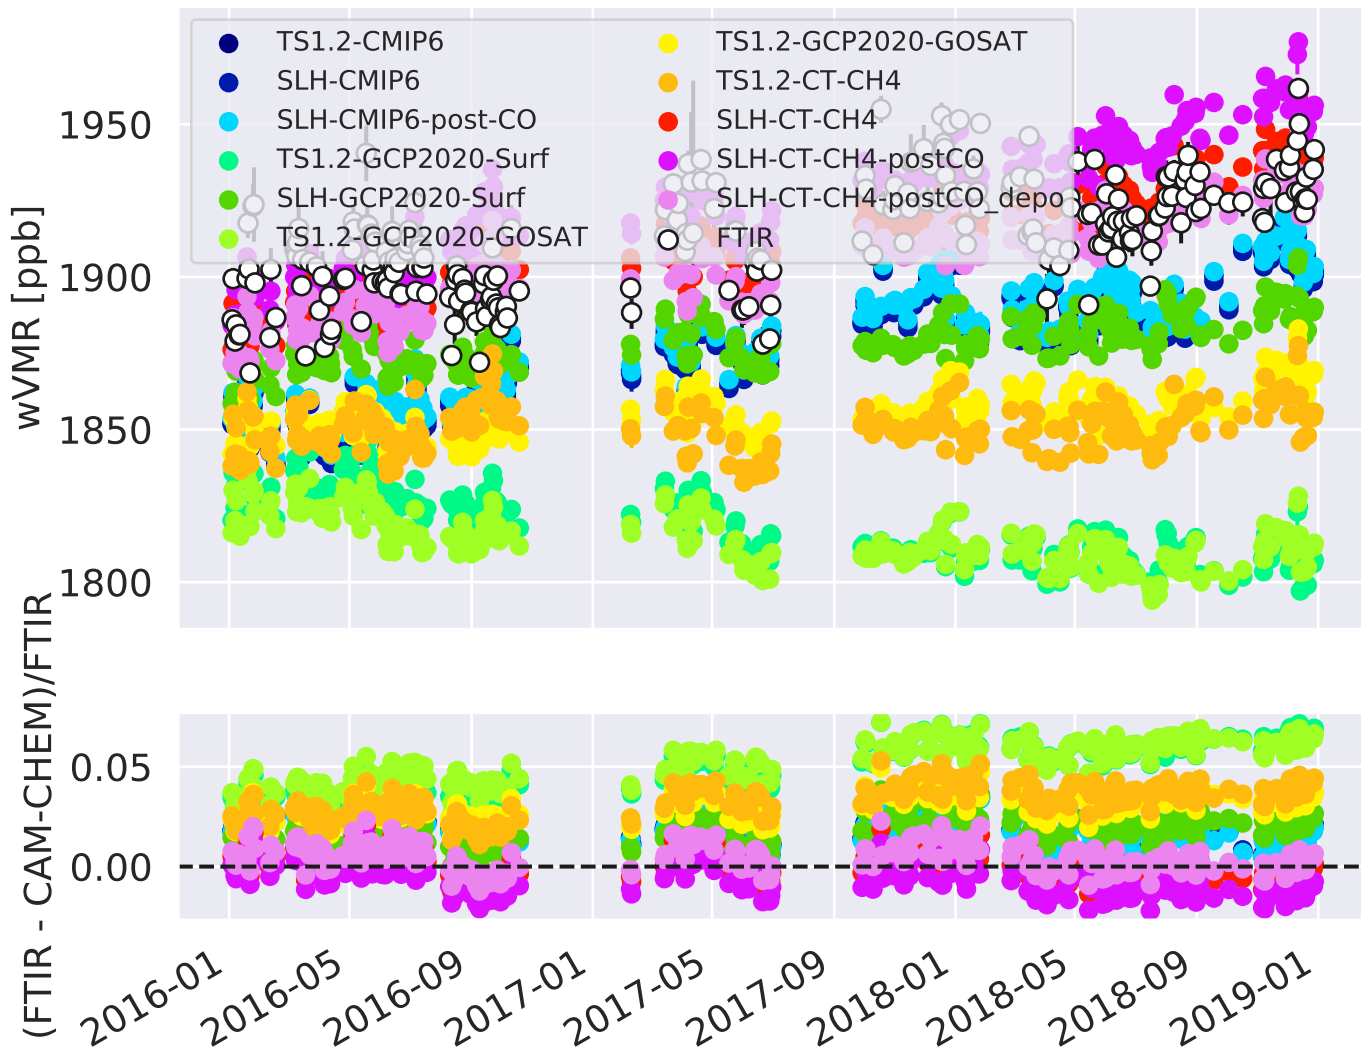 TS1.2-CMIP6
SLH-CMIP6
SLH-CMIP6-post-CO
TS1.2-GCP2020-Surf
SLH-GCP2020-Surf
TS1.2-GCP2020-GOSAT
TS1.2-GCP2020-GOSAT
TS1.2-CT-CH4
SLH-CT-CH4
SLH-CT-CH4-postCO
SLH-CT-CH4-postCO_depo
FTIR
wVMR [ppb]
1950
1900
1850
1800
(FTIR - CAM-CHEM)/FTIR
0.05
0.00
2016-01
2016-05
2016-09
2017-01
2017-05
2017-09
2018-01
2018-05
2018-09
2019-01